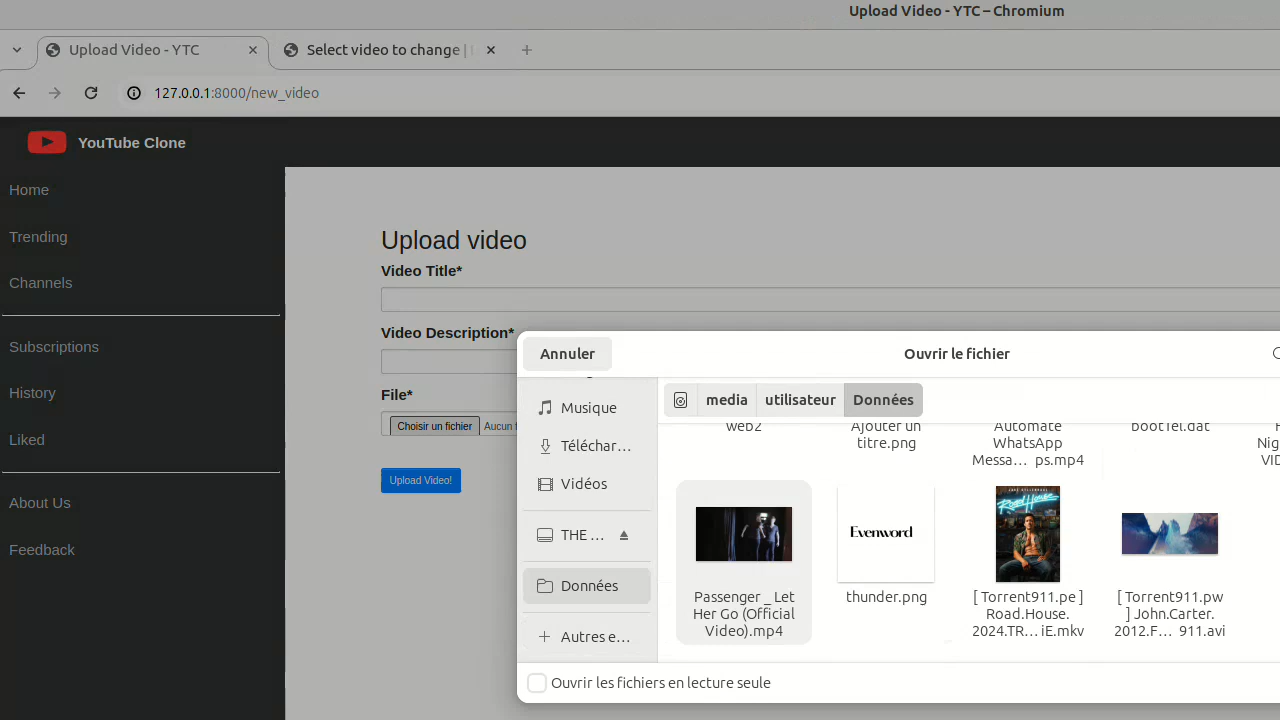 Upload Video - YTC – Chromium
Upload Video - YTC
Select video to change |
127.0.0.1:8000/new_video
YouTube Clone
Home
Trending
Channels
Subscriptions
History
Liked
About Us
Feedback
Upload video
Video Title*
Video Description*
File*
Choisir un fichier
Aucun f
Upload Video!
Annuler
Ouvrir le fichier
Musique
Téléchar…
Vidéos
THE …
Données
Autres e…
media
utilisateur
Données
web2
Ajouter un
titre.png
Automate
WhatsApp
Messa… ps.mp4
bootTel.dat
Nig
VID
Passenger _ Let
Her Go (Official
Video).mp4
Evenword
thunder.png
Road House
[ Torrent911.pe ]
Road.House.
2024.TR… iE.mkv
[ Torrent911.pw
] John.Carter.
2012.F… 911.avi
Ouvrir les fichiers en lecture seule